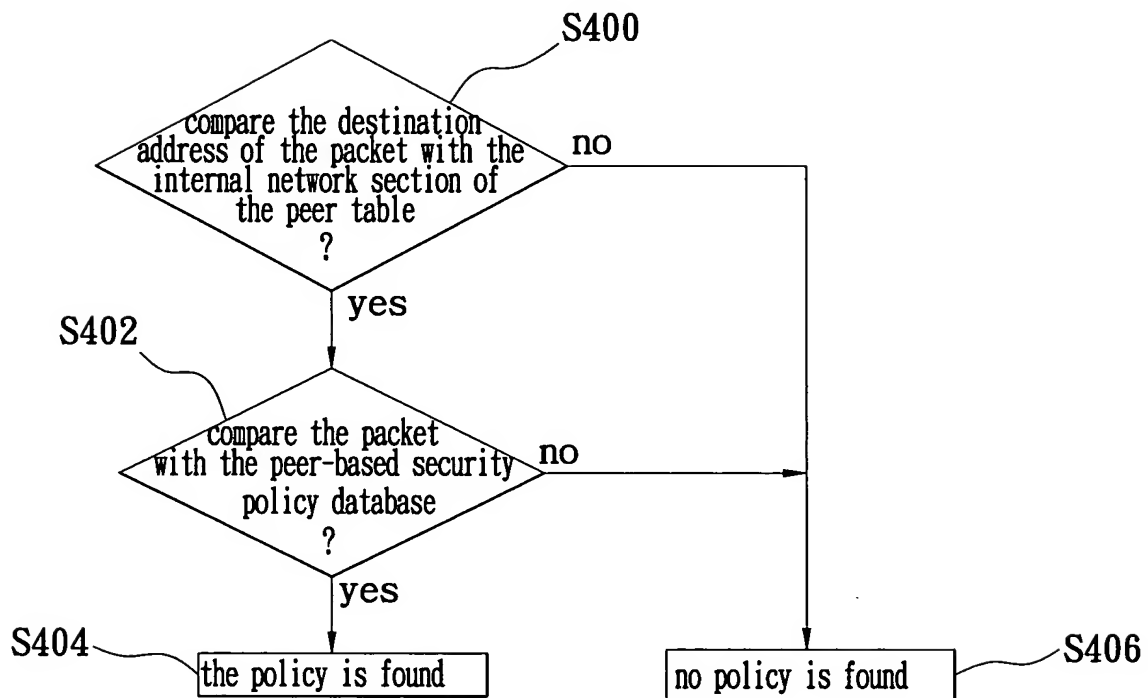 S400
compare the destination
address of the packet with the
internal network section of
the peer table
?
no
yes
S402
compare the packet
with the peer-based security
policy database
?
no
yes
S404
the policy is found
no policy is found
S406